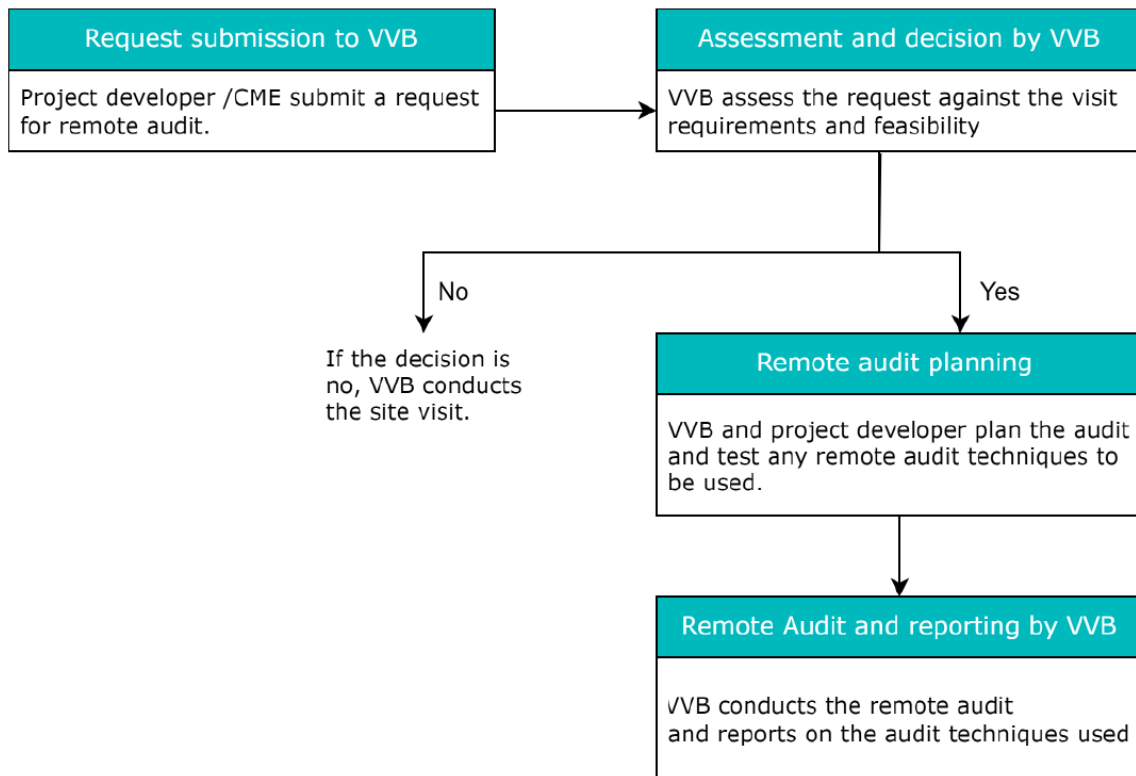 Request submission to VVB
Project developer /CME submit a request
for remote audit.
Assessment and decision by VVB
VVB assess the request against the visit
requirements and feasibility
No
Yes
If the decision is
no, VVB conducts
the site visit.
Remote audit planning
VVB and project developer plan the audit
and test any remote audit techniques to
be used.
Remote Audit and reporting by VVB
VVB conducts the remote audit
and reports on the audit techniques used